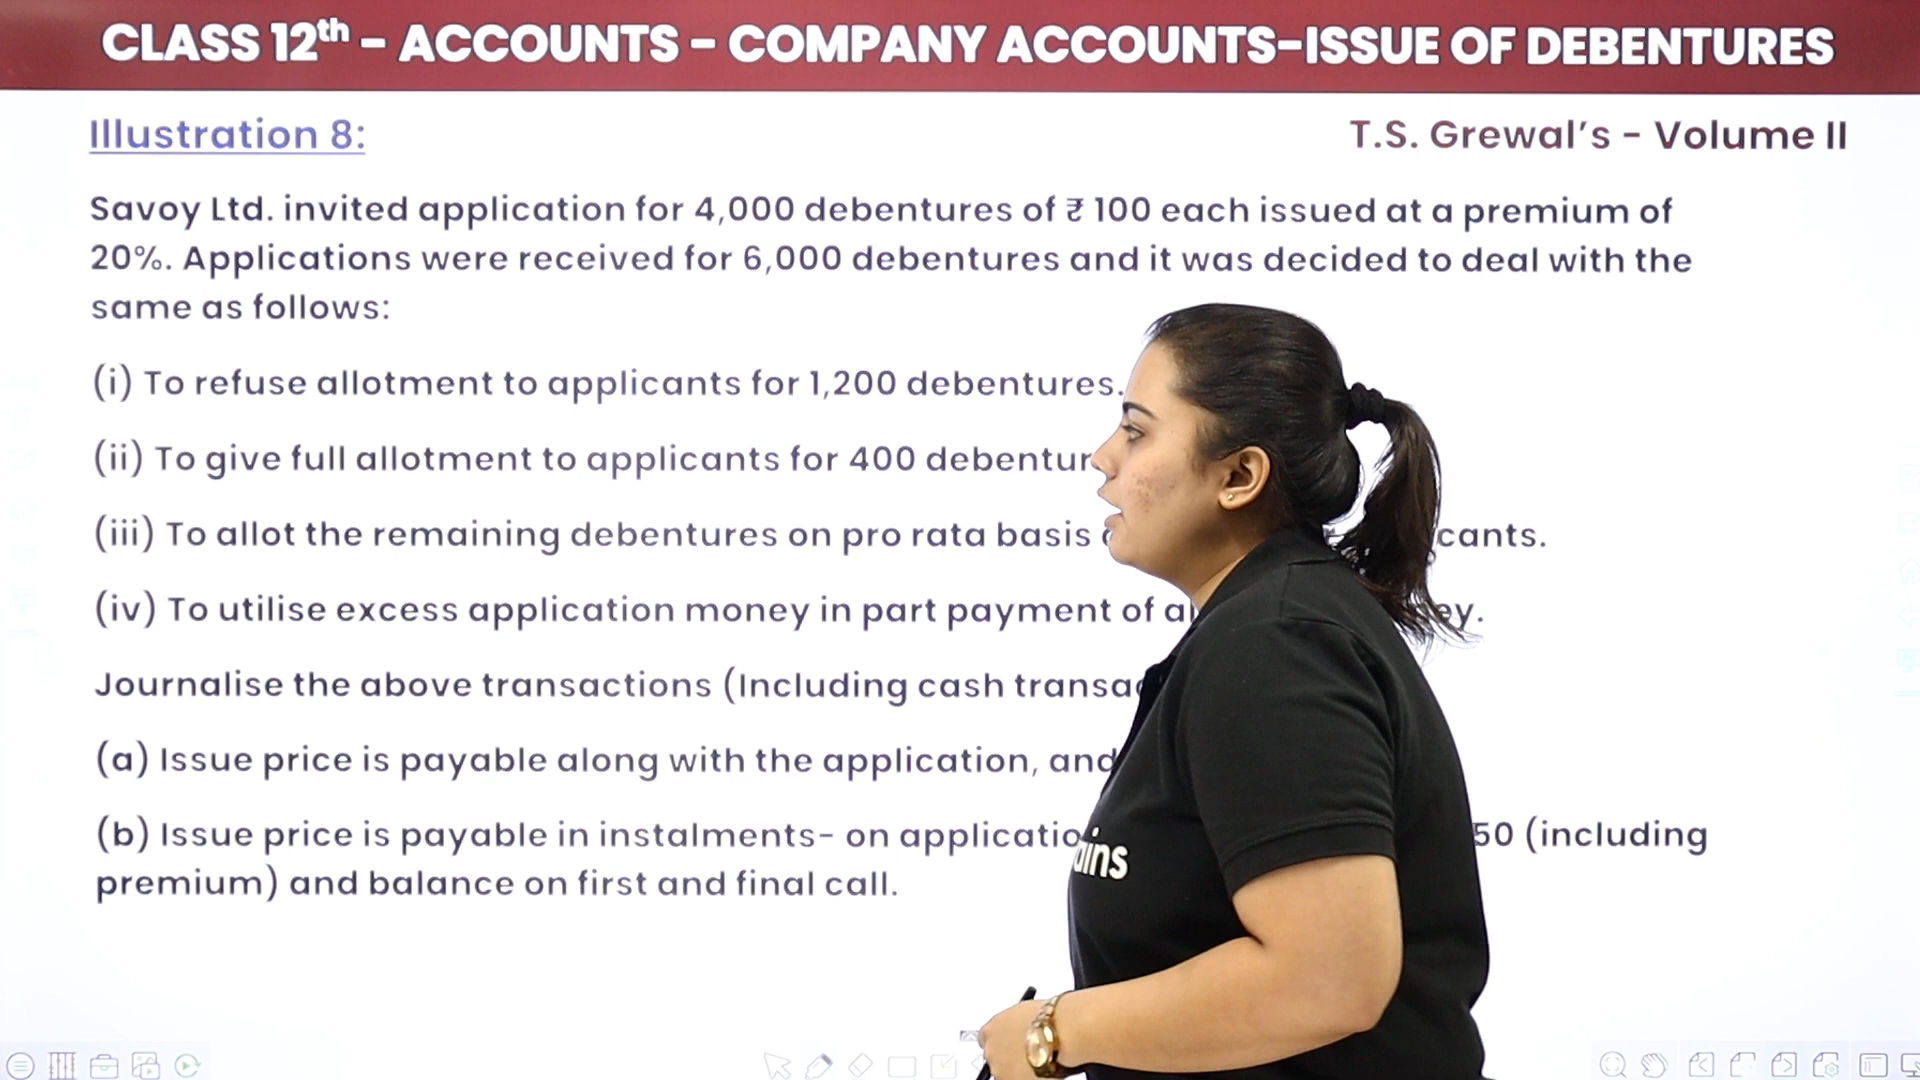 CLASS 12th - ACCOUNTS - COMPANY ACCOUNTS-ISSUE OF DEBENTURES
Illustration 8:
T.S. Grewal's - Volume II
Savoy Ltd. invited application for 4,000 debentures of ₹ 100 each issued at a premium of
20%. Applications were received for 6,000 debentures and it was decided to deal with the
same as follows:
(i) To refuse allotment to applicants for 1,200 debentures.
(ii) To give full allotment to applicants for 400
(iii) To allot the remaining debentures on pro rata basis
(iv) To utilise excess application money in part payment of
Journalise the above transactions (Including cash
(a) Issue price is payable along with the application, and
(b) Issue price is payable in instalments- on 50 (including
premium) and balance on first and final call.